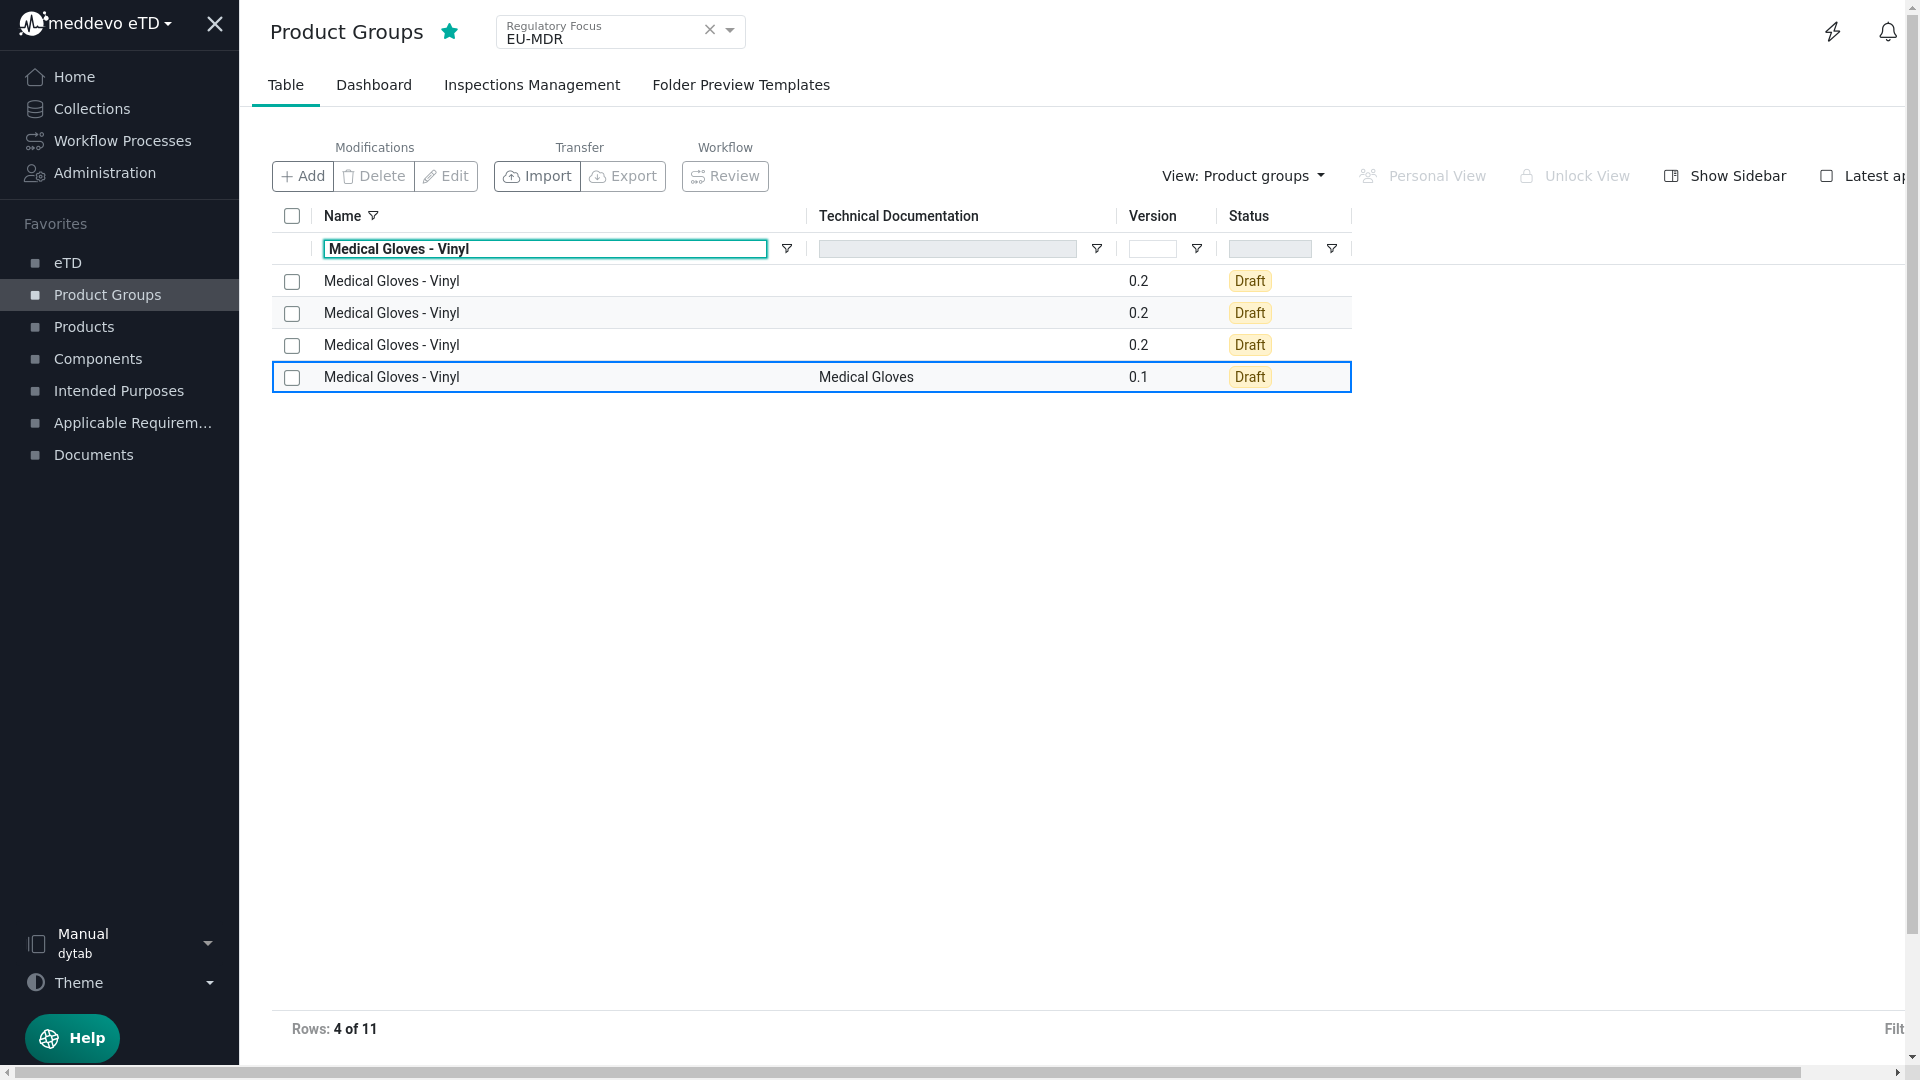 meddevo eTD
Home
Collections
Workflow Processes
Administration
Favorites
eTD
Product Groups
Products
Components
Intended Purposes
Applicable Requirem...
Documents
Manual
dytab
Theme
Help
Product Groups
Regulatory Focus
EU-MDR
Table Dashboard Inspections Management Folder Preview Templates
Modifications Transfer Workflow
Add Delete Edit Import Export Review
View: Product groups Personal View Unlock View Show Sidebar Latest ap
Name Technical Documentation Version Status
Medical Gloves - Vinyl
Medical Gloves - Vinyl 0.2 Draft
Medical Gloves - Vinyl 0.2 Draft
Medical Gloves - Vinyl 0.2 Draft
Medical Gloves - Vinyl Medical Gloves 0.1 Draft
Rows: 4 of 11 Filt